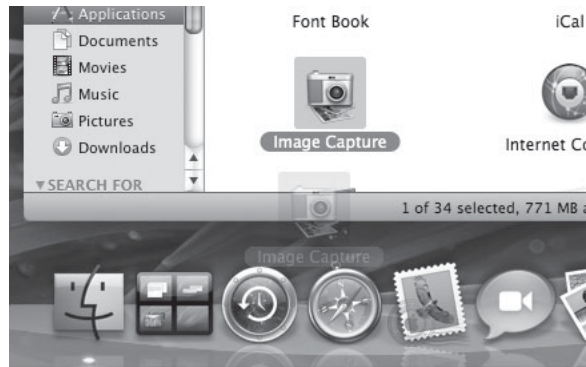 Applications
Documents
Movies
Music
Pictures
Downloads
▼SEARCH FOR
Font Book
iCal
Image Capture
Internet Co
1 of 34 selected, 771 MB a
Image Capture